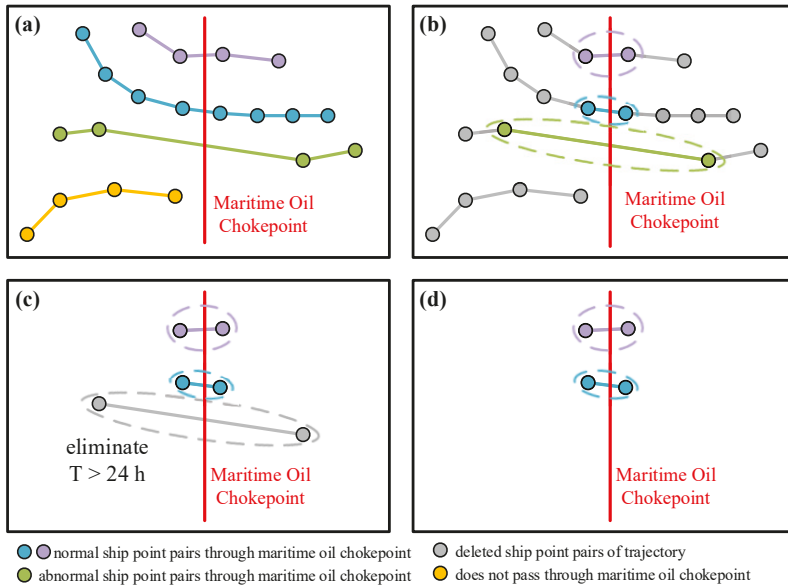 (a)
Maritime Oil
Chokepoint
(b)
Maritime Oil
Chokepoint
(c)
eliminate
T > 24 h
Maritime Oil
Chokepoint
(d)
Maritime Oil
Chokepoint
normal ship point pairs through maritime oil chokepoint
deleted ship point pairs of trajectory
abnormal ship point pairs through maritime oil chokepoint
does not pass through maritime oil chokepoint